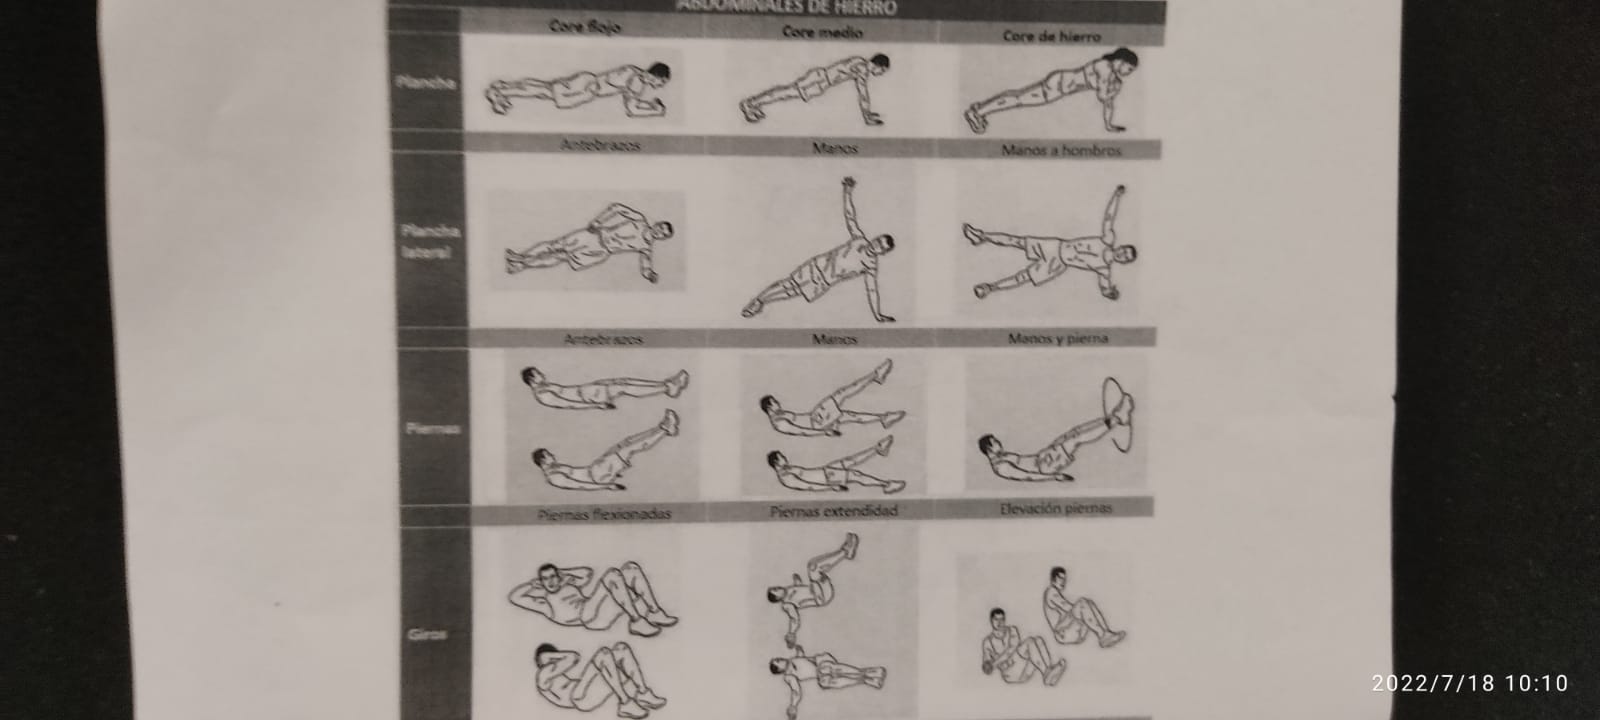 ABDOMINALES DE HIERRO
Core flojo Core medio Core de hierro
Plancha
Antebrazos Manos Manos a hombros
Plancha
lateral
Antebrazos Manos Manos y pierna
Piernas
Piernas flexionadas Piernas extendidad Elevación piernas
Giros
2022/7/18 10:10